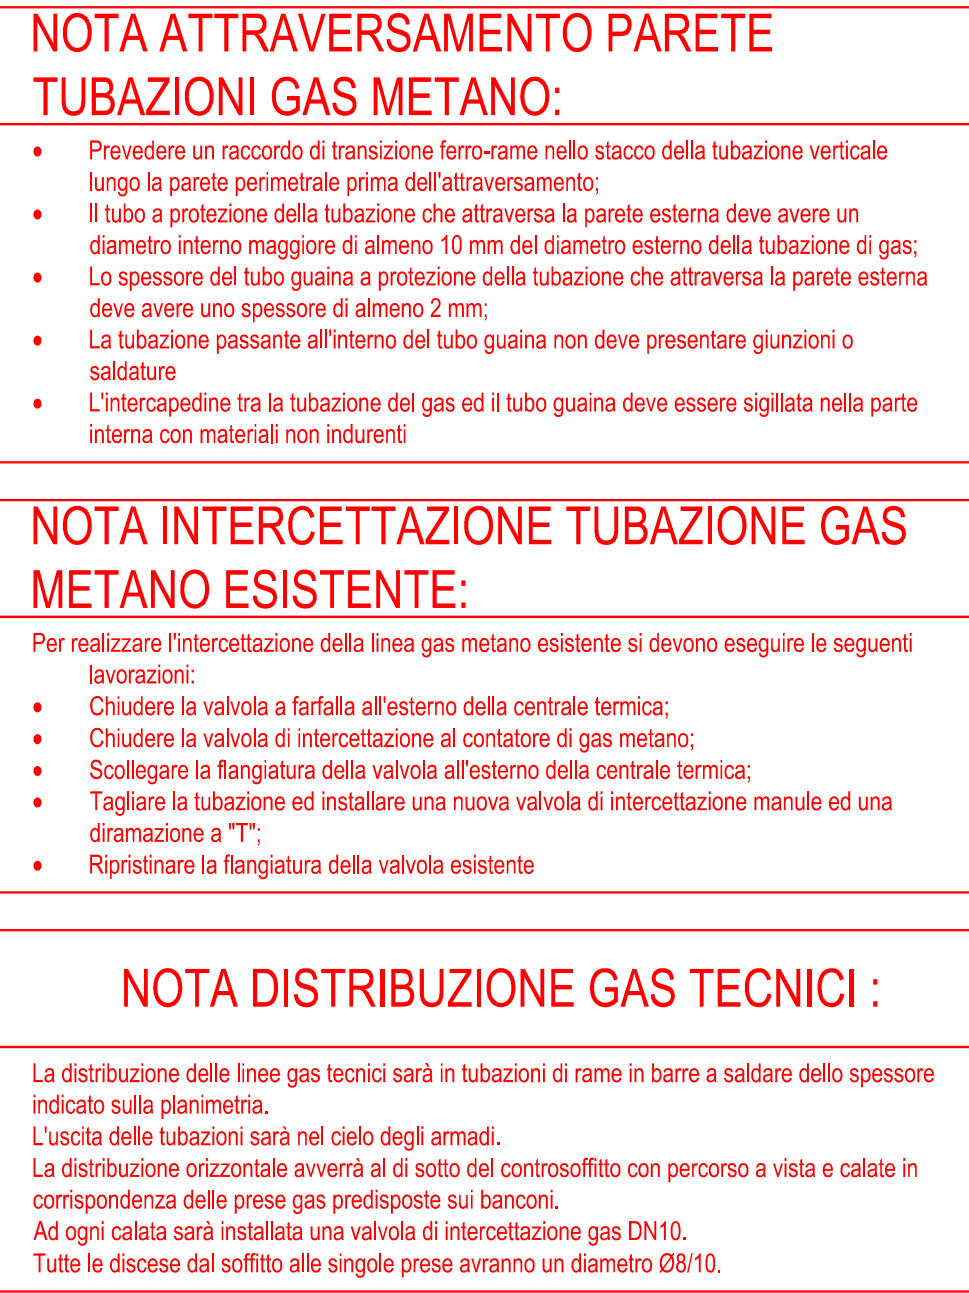 NOTA ATTRAVERSAMENTO PARETE
TUBAZIONI GAS METANO:
• Prevedere un raccordo di transizione ferro-rame nello stacco della tubazione verticale
lungo la parete perimetrale prima dell'attraversamento;
• Il tubo a protezione della tubazione che attraversa la parete esterna deve avere un
diametro interno maggiore di almeno 10 mm del diametro esterno della tubazione di gas;
• Lo spessore del tubo guaina a protezione della tubazione che attraversa la parete esterna
deve avere uno spessore di almeno 2 mm;
• La tubazione passante all'interno del tubo guaina non deve presentare giunzioni o
saldature
• L'intercapedine tra la tubazione del gas ed il tubo guaina deve essere sigillata nella parte
interna con materiali non indurenti
NOTA INTERCETTAZIONE TUBAZIONE GAS
METANO ESISTENTE:
Per realizzare l'intercettazione della linea gas metano esistente si devono eseguire le seguenti
lavorazioni:
• Chiudere la valvola a farfalla all'esterno della centrale termica;
• Chiudere la valvola di intercettazione al contatore di gas metano;
• Scollegare la flangiatura della valvola all'esterno della centrale termica;
• Tagliare la tubazione ed installare una nuova valvola di intercettazione manule ed una
diramazione a "T";
• Ripristinare la flangiatura della valvola esistente
NOTA DISTRIBUZIONE GAS TECNICI :
La distribuzione delle linee gas tecnici sarà in tubazioni di rame in barre a saldare dello spessore
indicato sulla planimetria.
L'uscita delle tubazioni sarà nel cielo degli armadi.
La distribuzione orizzontale avverrà al di sotto del controsoffitto con percorso a vista e calate in
corrispondenza delle prese gas predisposte sui banconi.
Ad ogni calata sarà installata una valvola di intercettazione gas DN10.
Tutte le discese dal soffitto alle singole prese avranno un diametro Ø8/10.